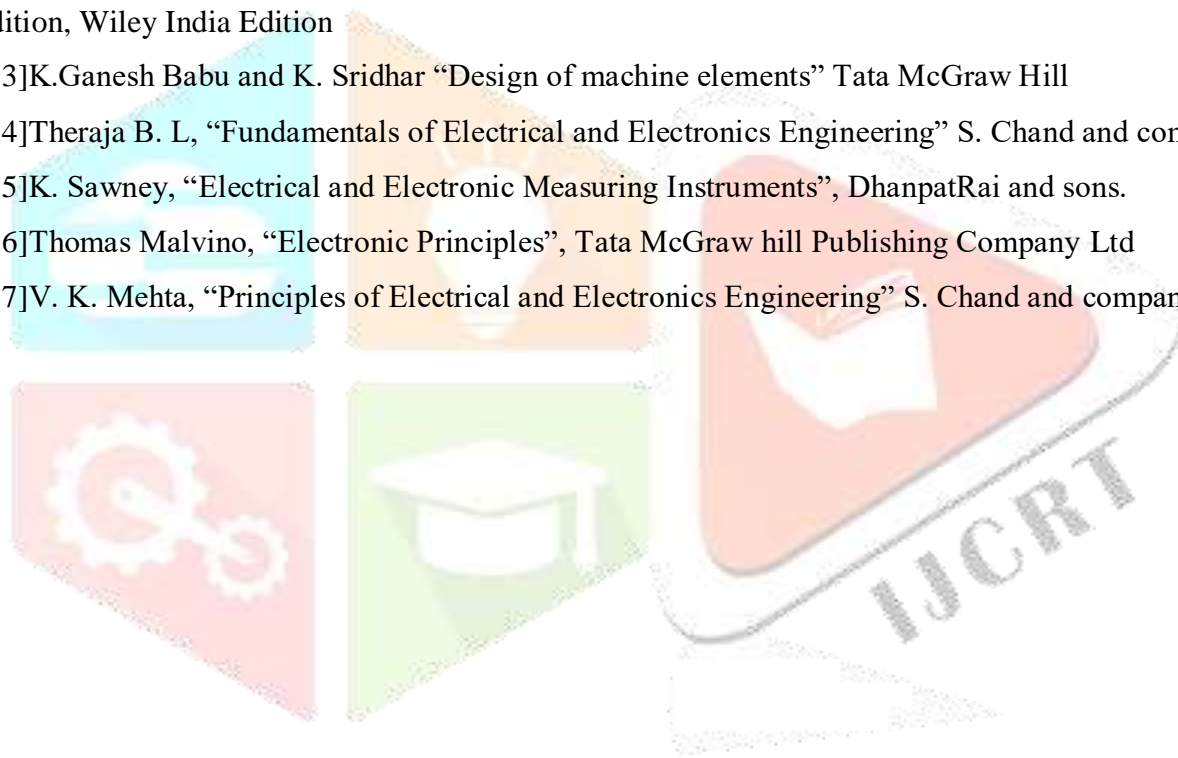 dition, Wiley India Edition
3]K.Ganesh Babu and K. Sridhar “Design of machine elements” Tata McGraw Hill
4]Theraja B. L, “Fundamentals of Electrical and Electronics Engineering” S. Chand and con
5]K. Sawney, “Electrical and Electronic Measuring Instruments”, DhanpatRai and sons.
6]Thomas Malvino, “Electronic Principles”, Tata McGraw hill Publishing Company Ltd
7]V. K. Mehta, “Principles of Electrical and Electronics Engineering” S. Chand and compan
IJCRT